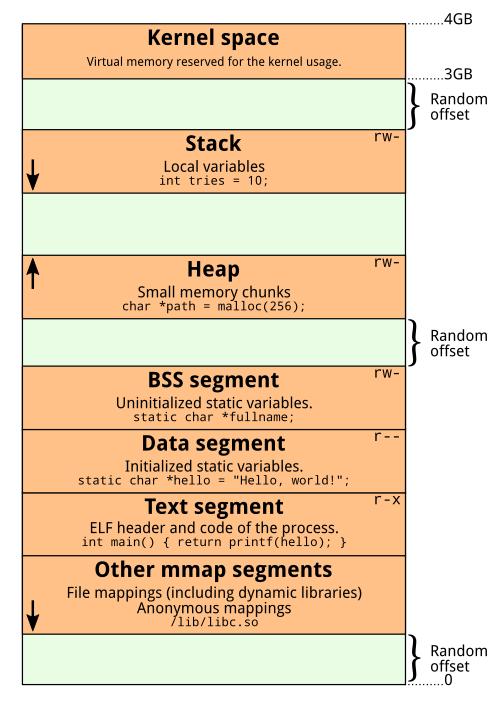 ..........4GB
Kernel space
Virtual memory reserved for the kernel usage.
..........3GB
Random
offset
Stack
rw-
Local variables
int tries = 10;
Heap
rw-
Small memory chunks
char *path = malloc(256);
Random
offset
BSS segment
rw-
Uninitialized static variables.
static char *fullname;
Data segment
r--
Initialized static variables.
static char *hello = "Hello, world!";
Text segment
r-x
ELF header and code of the process.
int main() { return printf(hello); }
Other mmap segments
File mappings (including dynamic libraries)
Anonymous mappings
/lib/libc.so
Random
offset
..........0